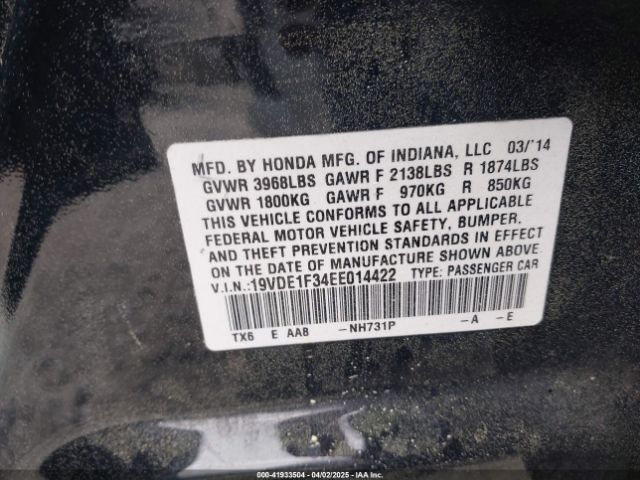 MFD. BY HONDA MFG. OF INDIANA, LLC 03/'14
GVWR 3968LBS GAWR F 2138LBS R 1874LBS
GVWR 1800KG GAWR F 970KG R 850KG
THIS VEHICLE CONFORMS TO ALL APPLICABLE
FEDERAL MOTOR VEHICLE SAFETY, BUMPER,
AND THEFT PREVENTION STANDARDS IN EFFECT
ON THE DATE OF MANUFACTURE SHOWN ABOVE.
V.I.N.:19VDE1F34EE014422 TYPE: PASSENGER CAR
TX6 E AA8 -NH731P -A -E
000-41933504 04/02/2025 IAAI.COM